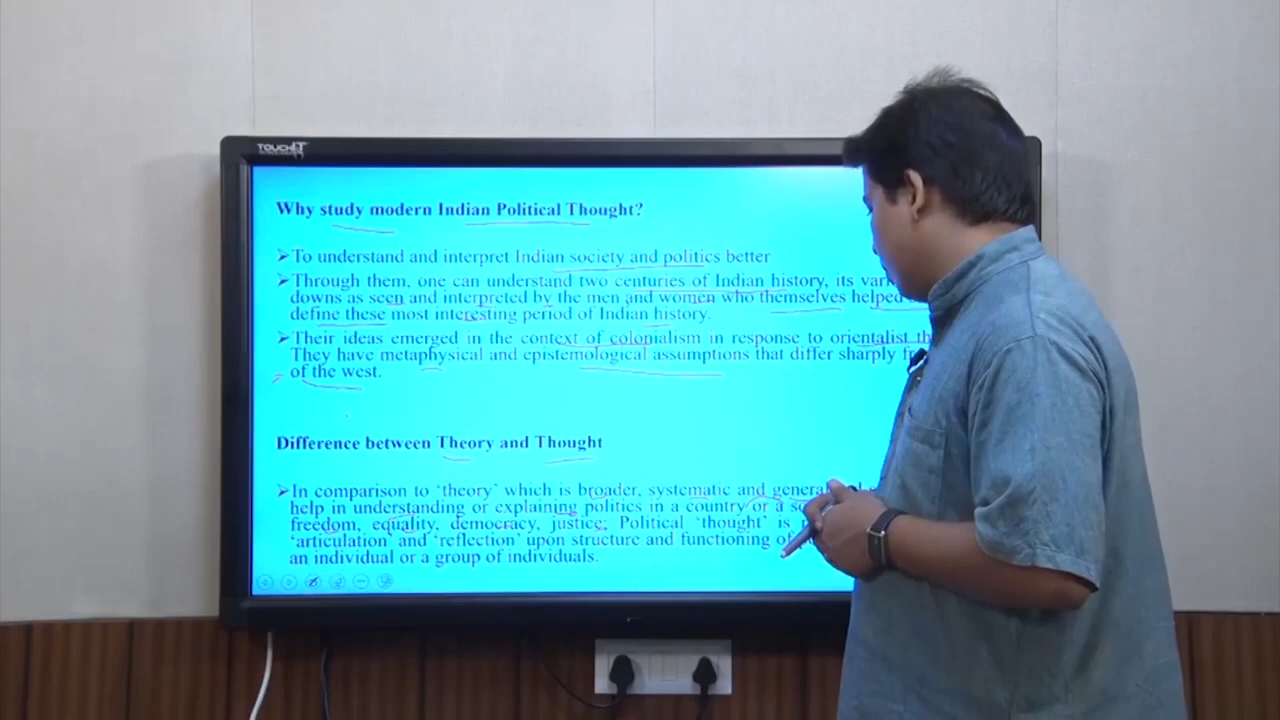 TOUCHIT
Why study modern Indian Political Thought?
➢To understand and interpret Indian society and politics better
➢Through them, one can understand two centuries of Indian history, its
downs as seen and interpreted by the men and women who themselves helped
define these most interesting period of Indian history.
➢Their ideas emerged in the context of colonialism in response to orientalist
They have metaphysical and epistemological assumptions that differ sharply
of the west.
Difference between Theory and Thought
➢In comparison to ‘theory’ which is broader, systematic and
help in understanding or explaining politics in a country or a
freedom, equality, democracy, justice; Political ‘thought’ is
‘articulation’ and ‘reflection’ upon structure and functioning of
an individual or a group of individuals.